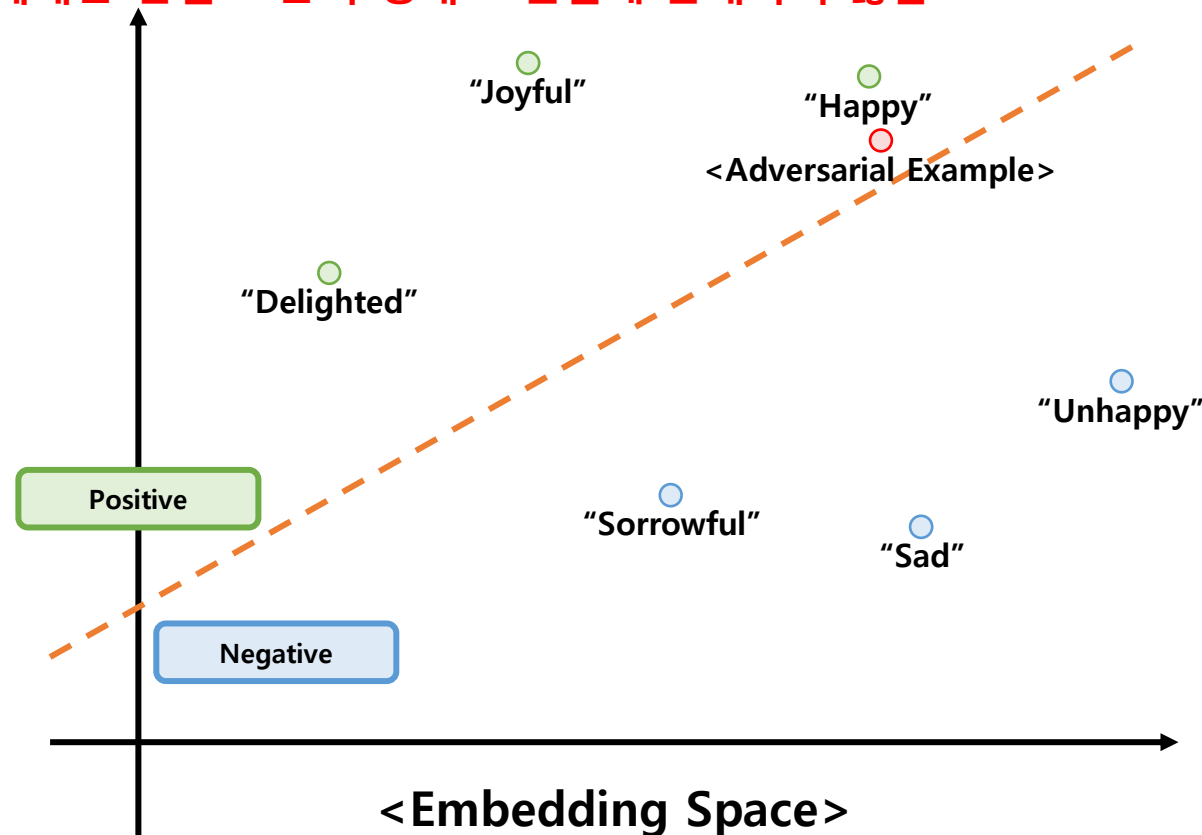 “Joyful”
“Happy”
<Adversarial Example>
“Delighted”
“Unhappy”
Positive
“Sorrowful”
“Sad”
Negative
<Embedding Space>